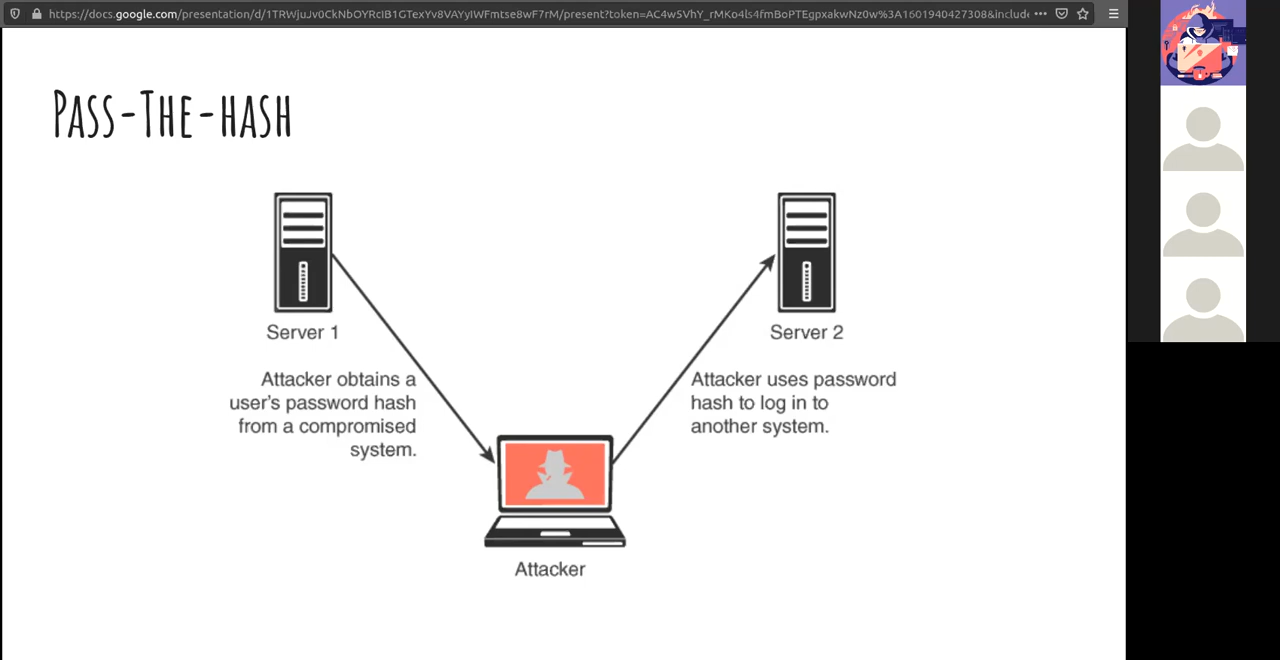 https://docs.google.com/presentation/d/1TRWjuJv0CkNbOYRcIB1GTexYv8VAYyIWFmtse8wF7rM/present?token=AC4w5VhY_rMKo4ls4fmBoPTEgpxakwNz0w%3A1601940427308&include
Pass-The-hash
Server 1
Server 2
Attacker obtains a
user's password hash
from a compromised
system.
Attacker uses password
hash to log in to
another system.
Attacker